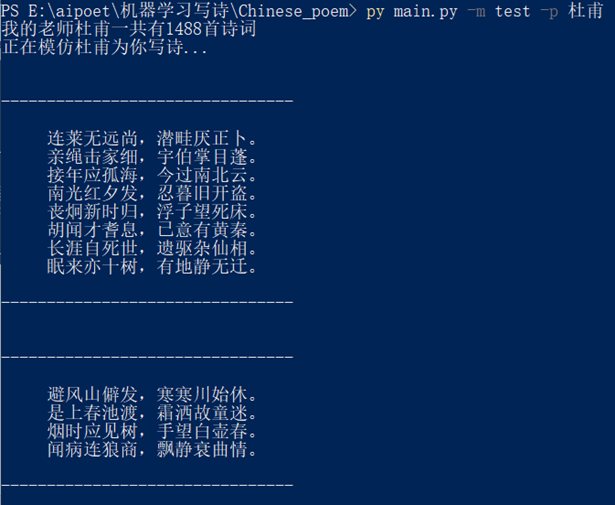 PS E:\aipoet\机器学习写诗\Chinese_poem> py main.py -m test -p 杜甫
我的老师杜甫一共有1488首诗词
正在模仿杜甫为你写诗...
--------------------------------
连莱无远尚，潜畦厌正卜。
亲绳击家细，宇伯掌目蓬。
接年应孤海，今过南北云。
南光红夕发，忍暮旧开盗。
丧炯新时归，浮子望死床。
胡闻才耆息，已意有黄秦。
长涯自死世，遗驱杂仙相。
眠来亦十树，有地静无迁。
--------------------------------
--------------------------------
避风山僻发，寒寒川始休。
是上春池渡，霜洒故童迷。
烟时应见树，手望白壶春。
闻病连狼商，飘静衰曲情。
--------------------------------